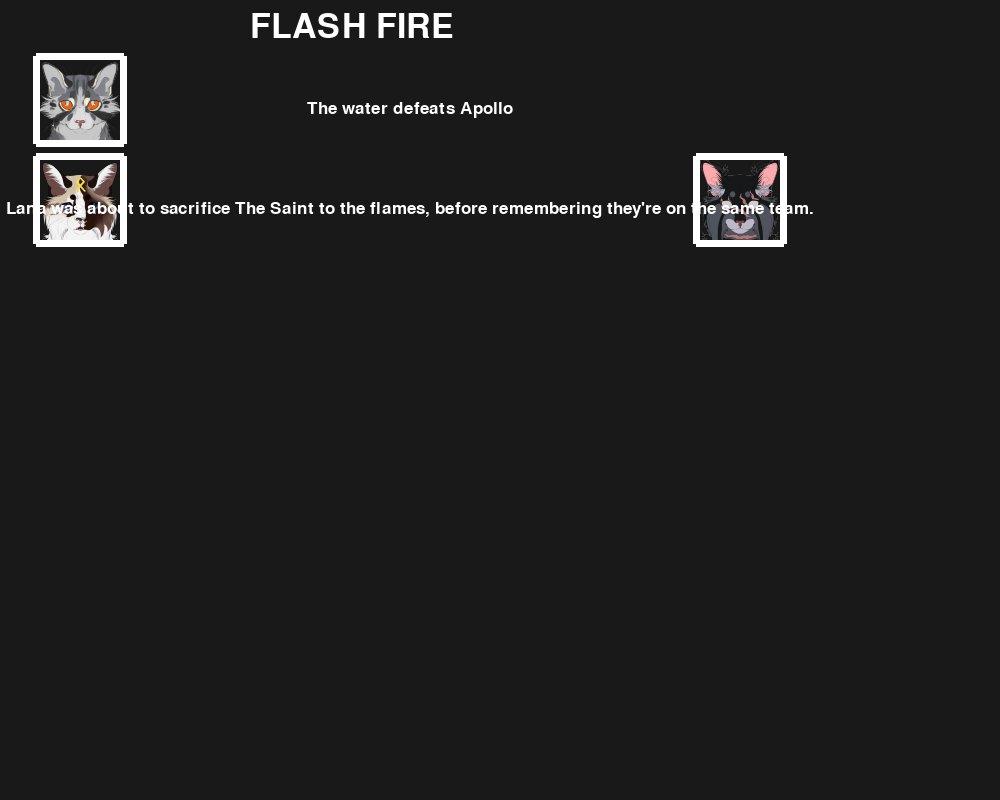 FLASH FIRE
The water defeats Apollo
Lana was about to sacrifice The Saint to the flames, before remembering they're on the same team.